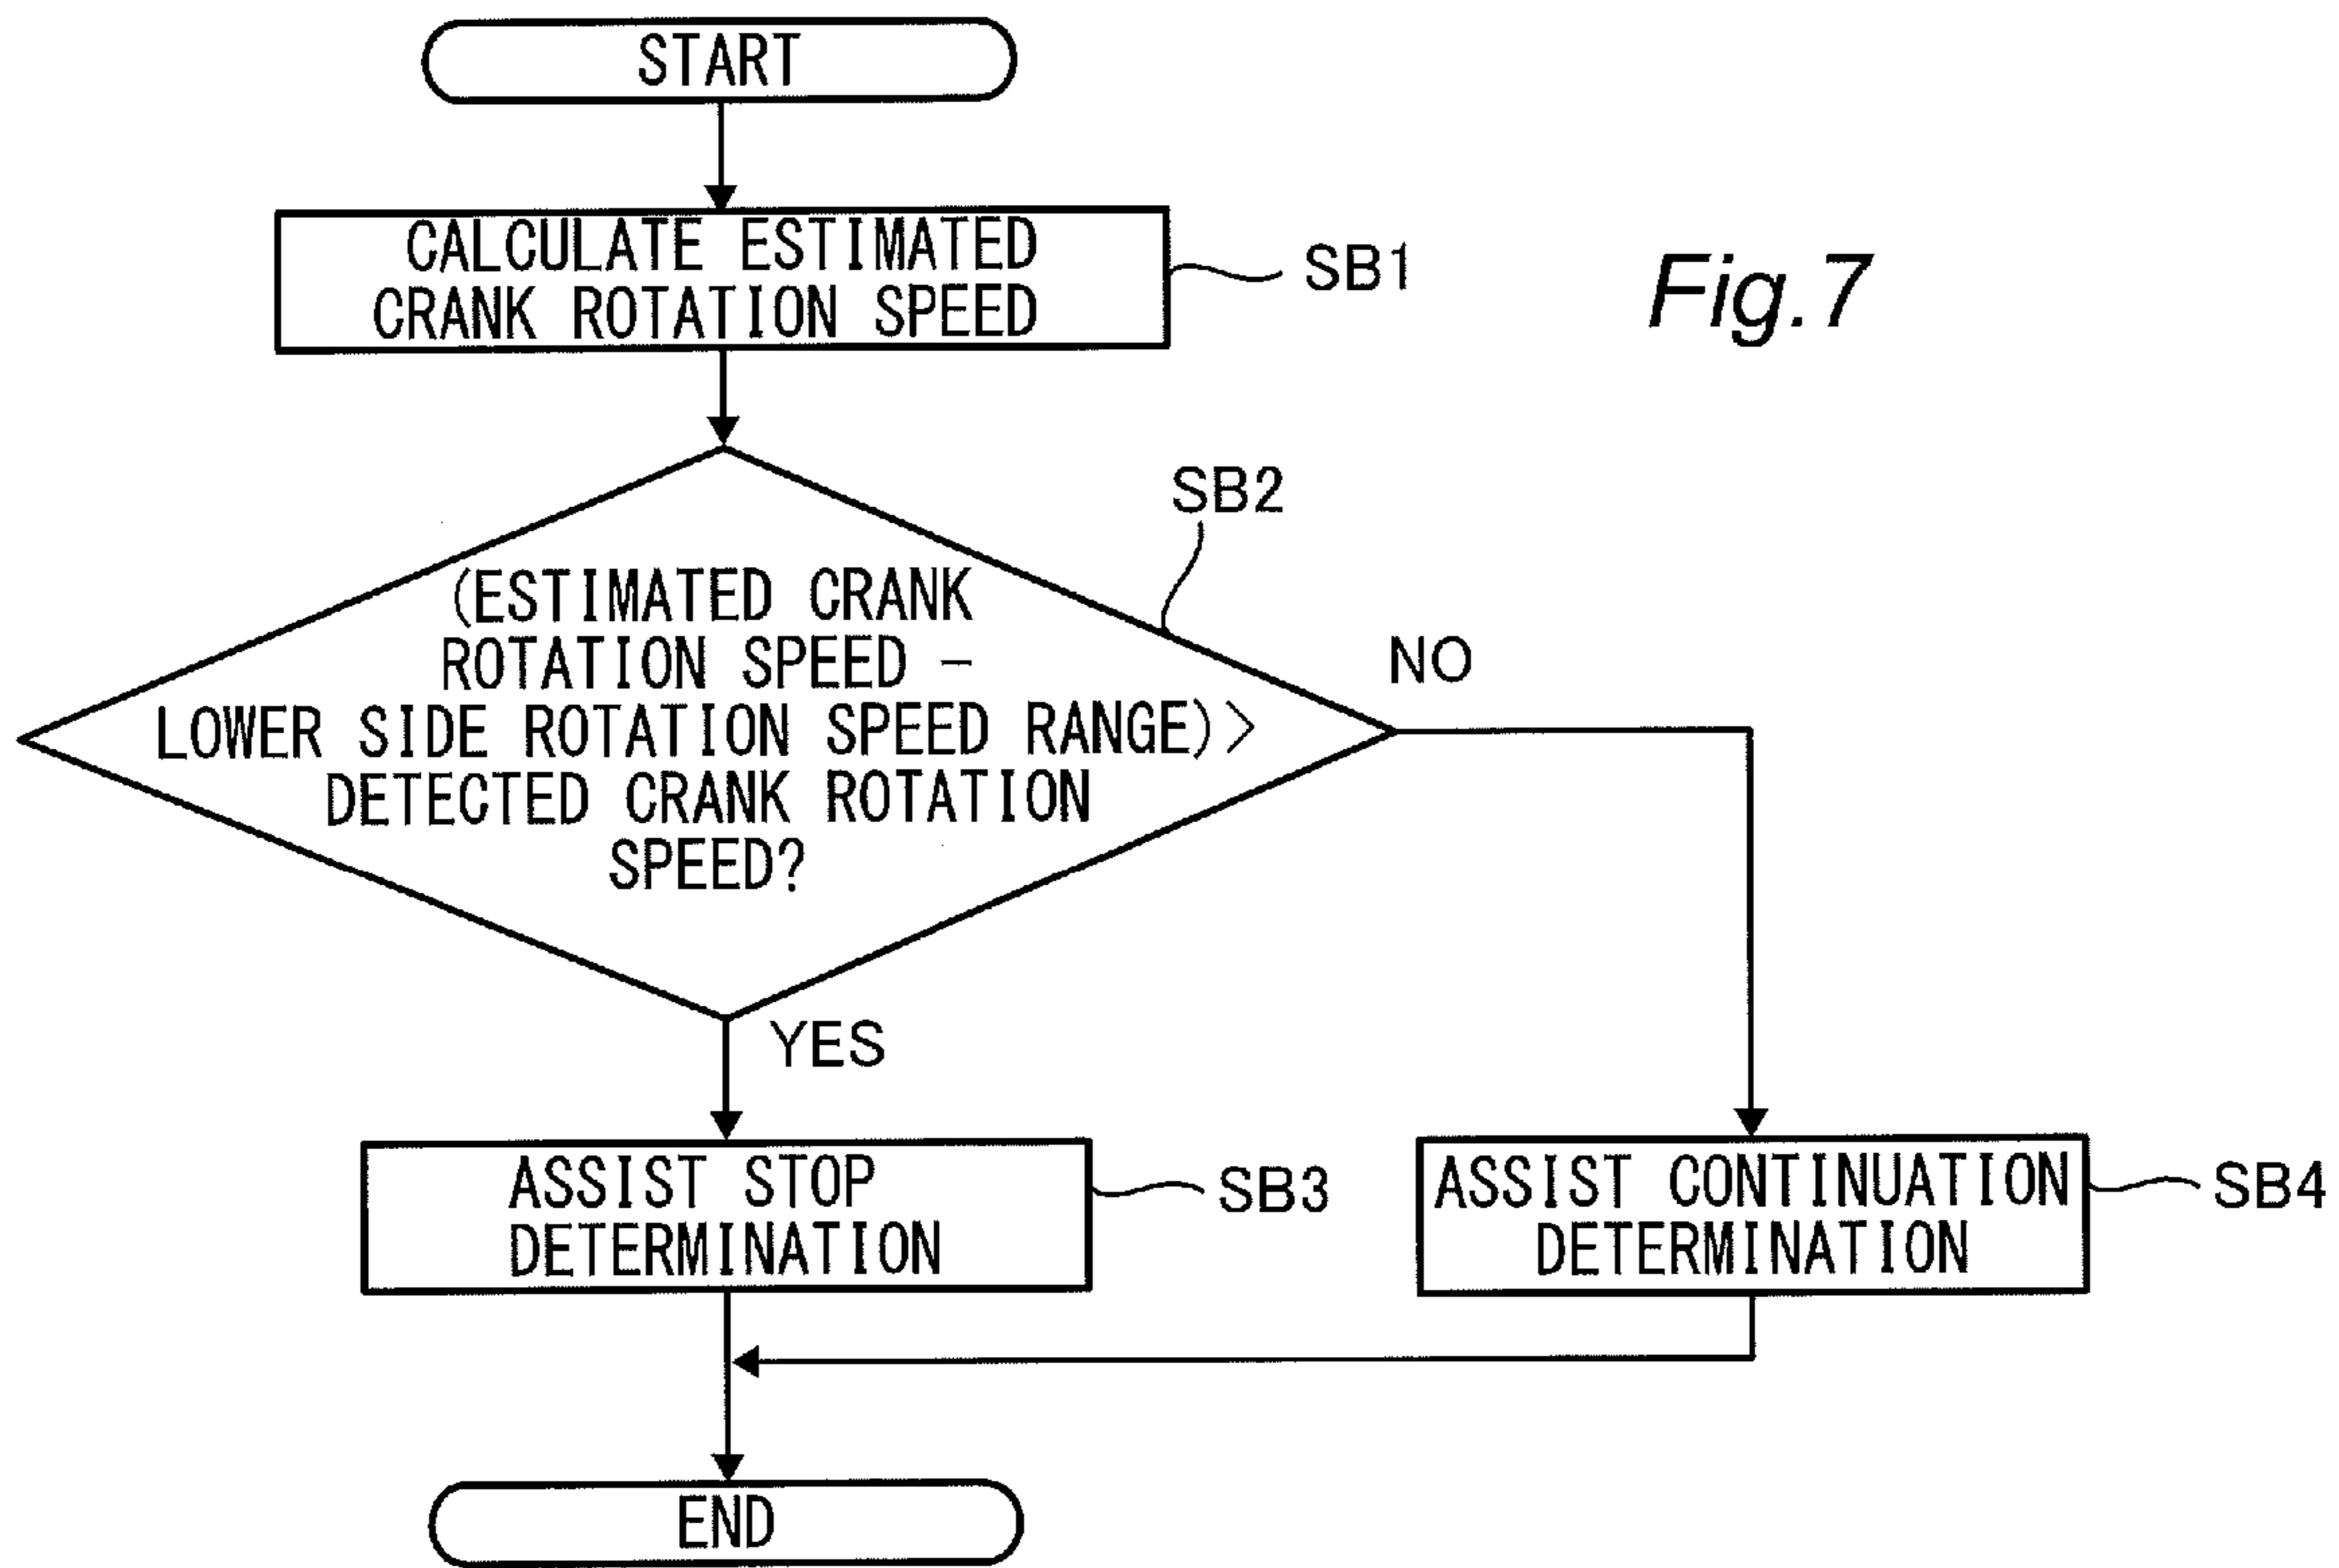 START
CALCULATE ESTIMATED
CRANK ROTATION SPEED
SB1
Fig.7
SB2
(ESTIMATED CRANK
ROTATION SPEED -
LOWER SIDE ROTATION SPEED RANGE)>
DETECTED CRANK ROTATION
SPEED?
NO
YES
ASSIST STOP
DETERMINATION
SB3
ASSIST CONTINUATION
DETERMINATION
SB4
END